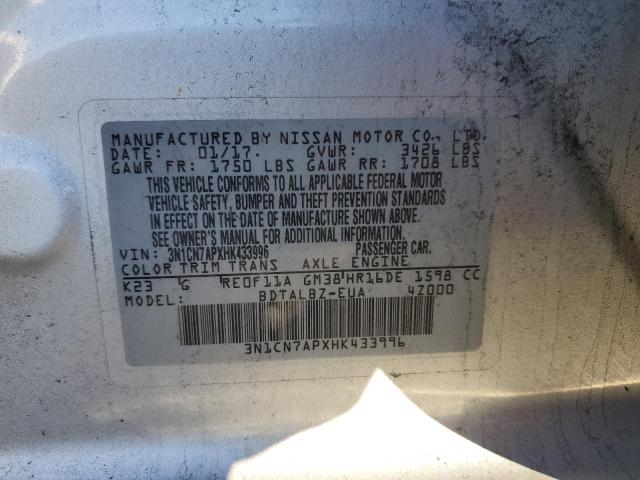 MANUFACTURED BY NISSAN MOTOR CO., LTD.
DATE: 01/17. GVWR: 3426 LBS
GAWR FR: 1750 LBS GAWR RR: 1708 LBS
THIS VEHICLE CONFORMS TO ALL APPLICABLE FEDERAL MOTOR
VEHICLE SAFETY, BUMPER AND THEFT PREVENTION STANDARDS
IN EFFECT ON THE DATE OF MANUFACTURE SHOWN ABOVE.
SEE OWNER'S MANUAL FOR ADDITIONAL INFORMATION.
VIN: 3N1CN7APXHK433996 PASSENGER CAR.
COLOR TRIM TRANS AXLE ENGINE
K23 G RE0F11A GM38 HR16DE 1598 CC
MODEL: BDTALBZ-EUA 4Z000
3N1CN7APXHK433996